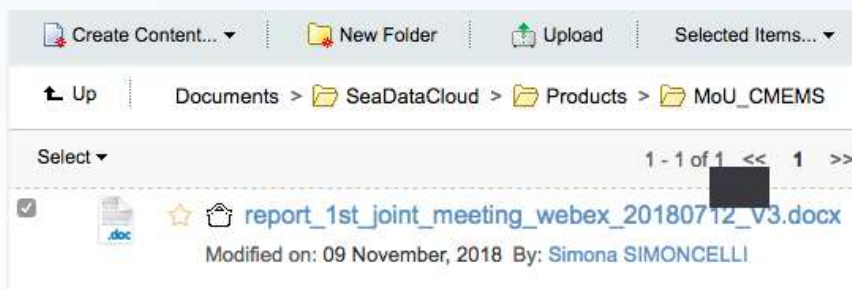 Create Content... New Folder Upload Selected Items...
Up Documents > SeaDataCloud > Products > MoU_CMEMS
Select 1 - 1 of 1 << 1 >>
.doc report_1st_joint_meeting_webex_20180712_V3.docx
Modified on: 09 November, 2018 By: Simona SIMONCELLI